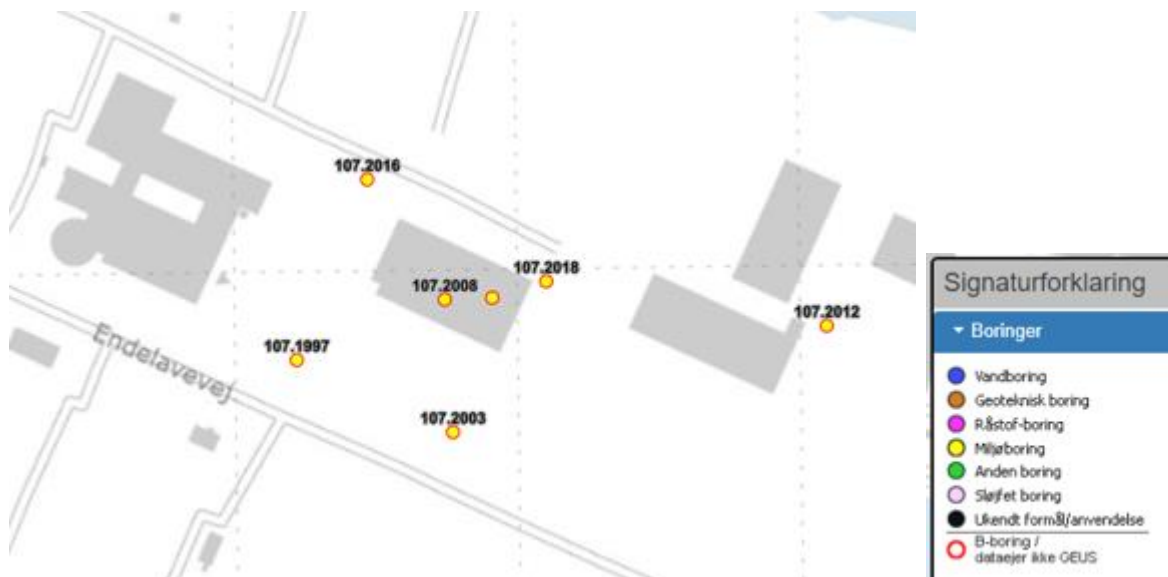 107.2016
107.2018
107.2008
107.2012
107.1997
Endelavevej
107.2003
Signaturforklaring
Boringer
Vandboring
Geoteknisk boring
Råstof-boring
Miljøboring
Anden boring
Sløjfet boring
Ukendt formål/anvendelse
B-boring /
dataejer ikke GEUS